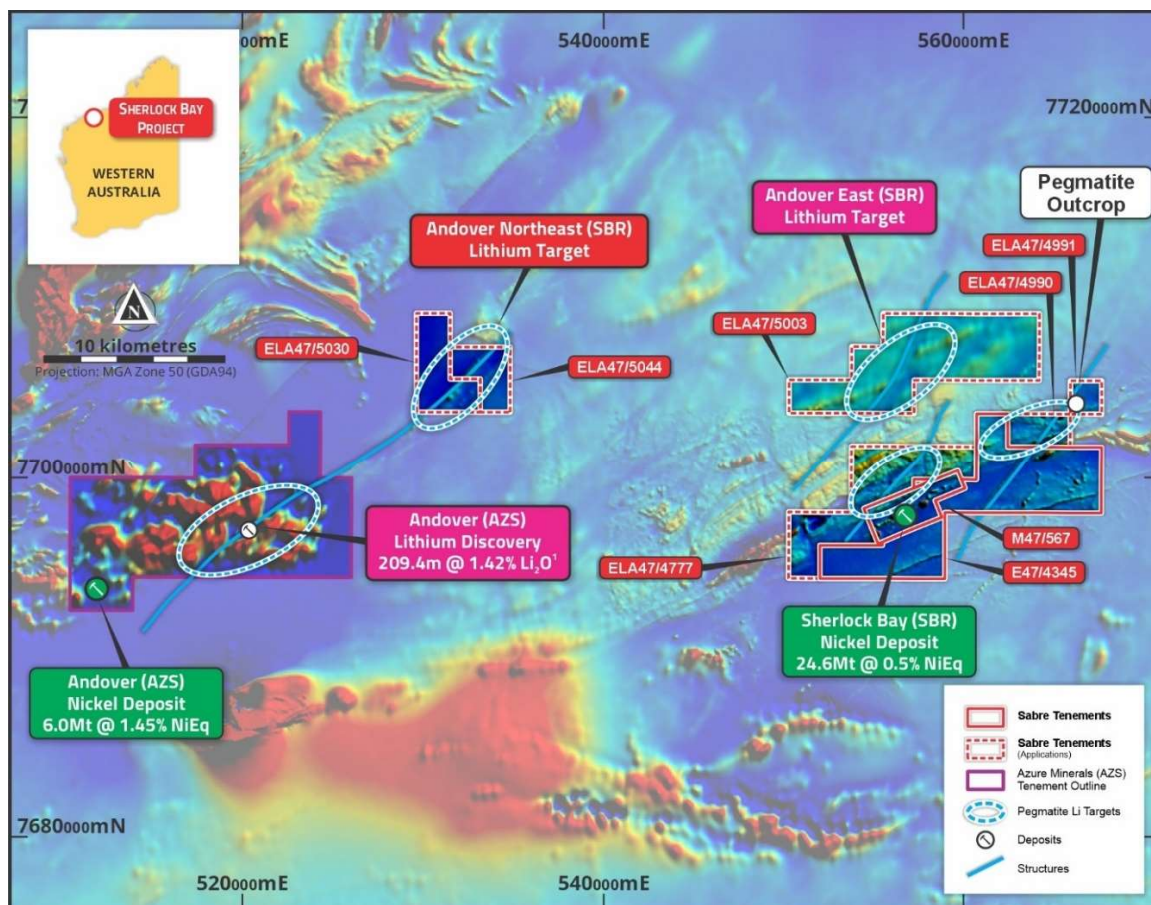 540000mE
560000mE
7720000mN
SHERLOCK BAY
PROJECT
WESTERN
AUSTRALIA
N
10 kilometres
Projection: MGA Zone 50 (GDA94)
Andover Northeast (SBR)
Lithium Target
Andover East (SBR)
Lithium Target
Pegmatite
Outcrop
ELA47/4991
ELA47/4990
ELA47/5003
ELA47/5030
ELA47/5044
7700000mN
Andover (AZS)
Lithium Discovery
209.4m @ 1.42% Li₂O¹
M47/567
ELA47/4777
E47/4345
Sherlock Bay (SBR)
Nickel Deposit
24.6Mt @ 0.5% NiEq
Andover (AZS)
Nickel Deposit
6.0Mt @ 1.45% NiEq
7680000mN
520000mE
540000mE
Sabre Tenements
Sabre Tenements
(Applications)
Azure Minerals (AZS)
Tenement Outline
Pegmatite Li Targets
Deposits
Structures